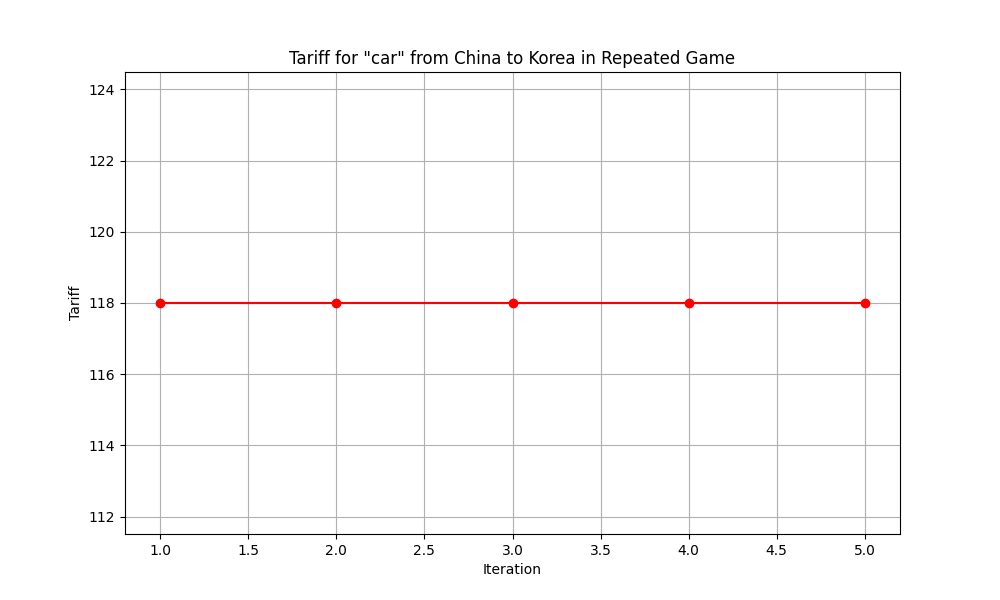 Tariff for "car" from China to Korea in Repeated Game
124
122
120
118
116
114
112
Tariff
1.0 1.5 2.0 2.5 3.0 3.5 4.0 4.5 5.0
Iteration